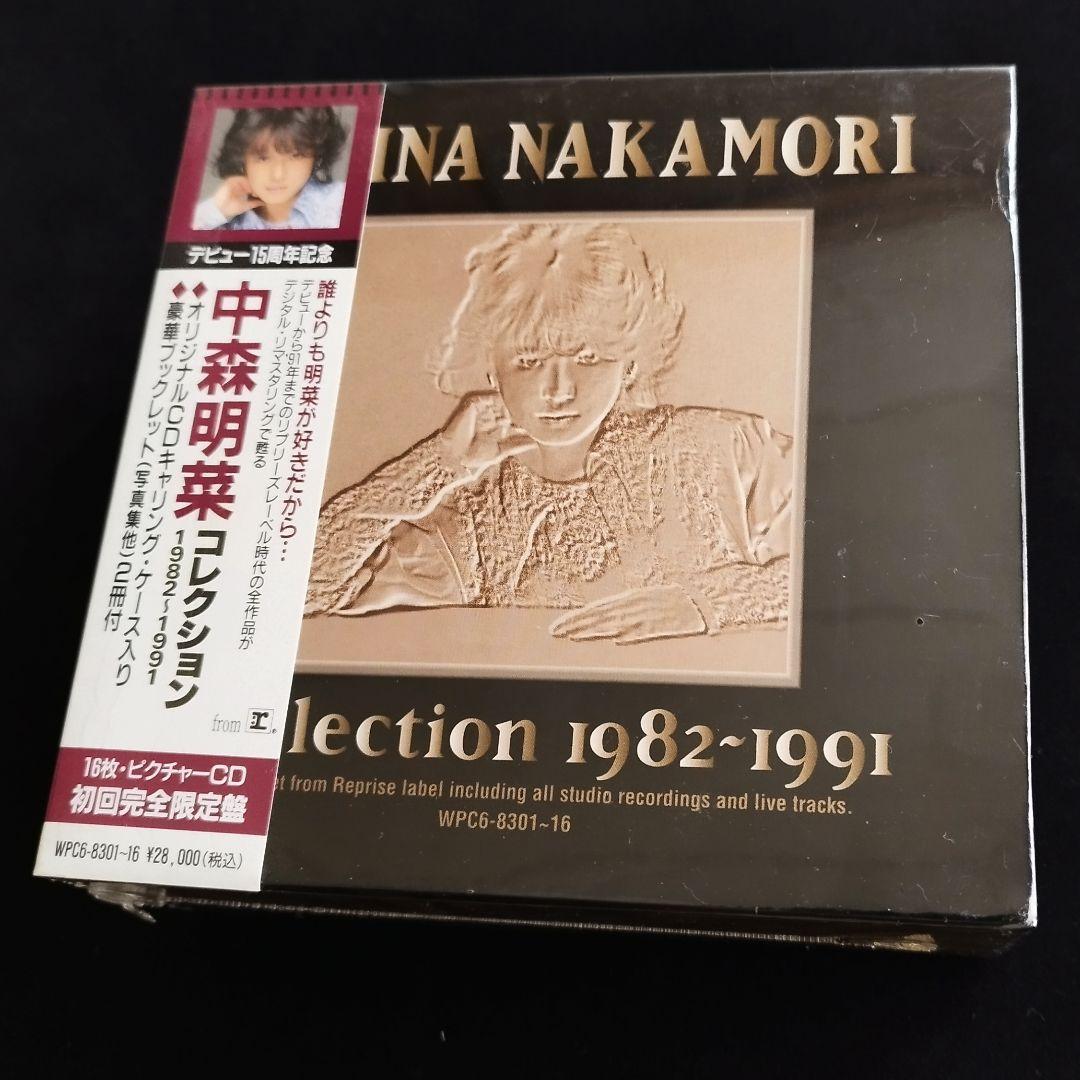 デビュー15周年記念
誰よりも明菜が好きだから…
デビューから'91年までのリプリーズレーベル時代の全作品が
デジタル・リマスタリングで甦る
中森明菜コレクション
1982~1991
オリジナルCDキャリング・ケース入り
豪華ブックレット(写真集他)2冊付
from R®
16枚・ピクチャーCD
初回完全限定盤
WPC6-8301~16 ¥28,000(税込)
INA NAKAMORI
lection 1982~1991
et from Reprise label including all studio recordings and live tracks.
WPC6-8301~16